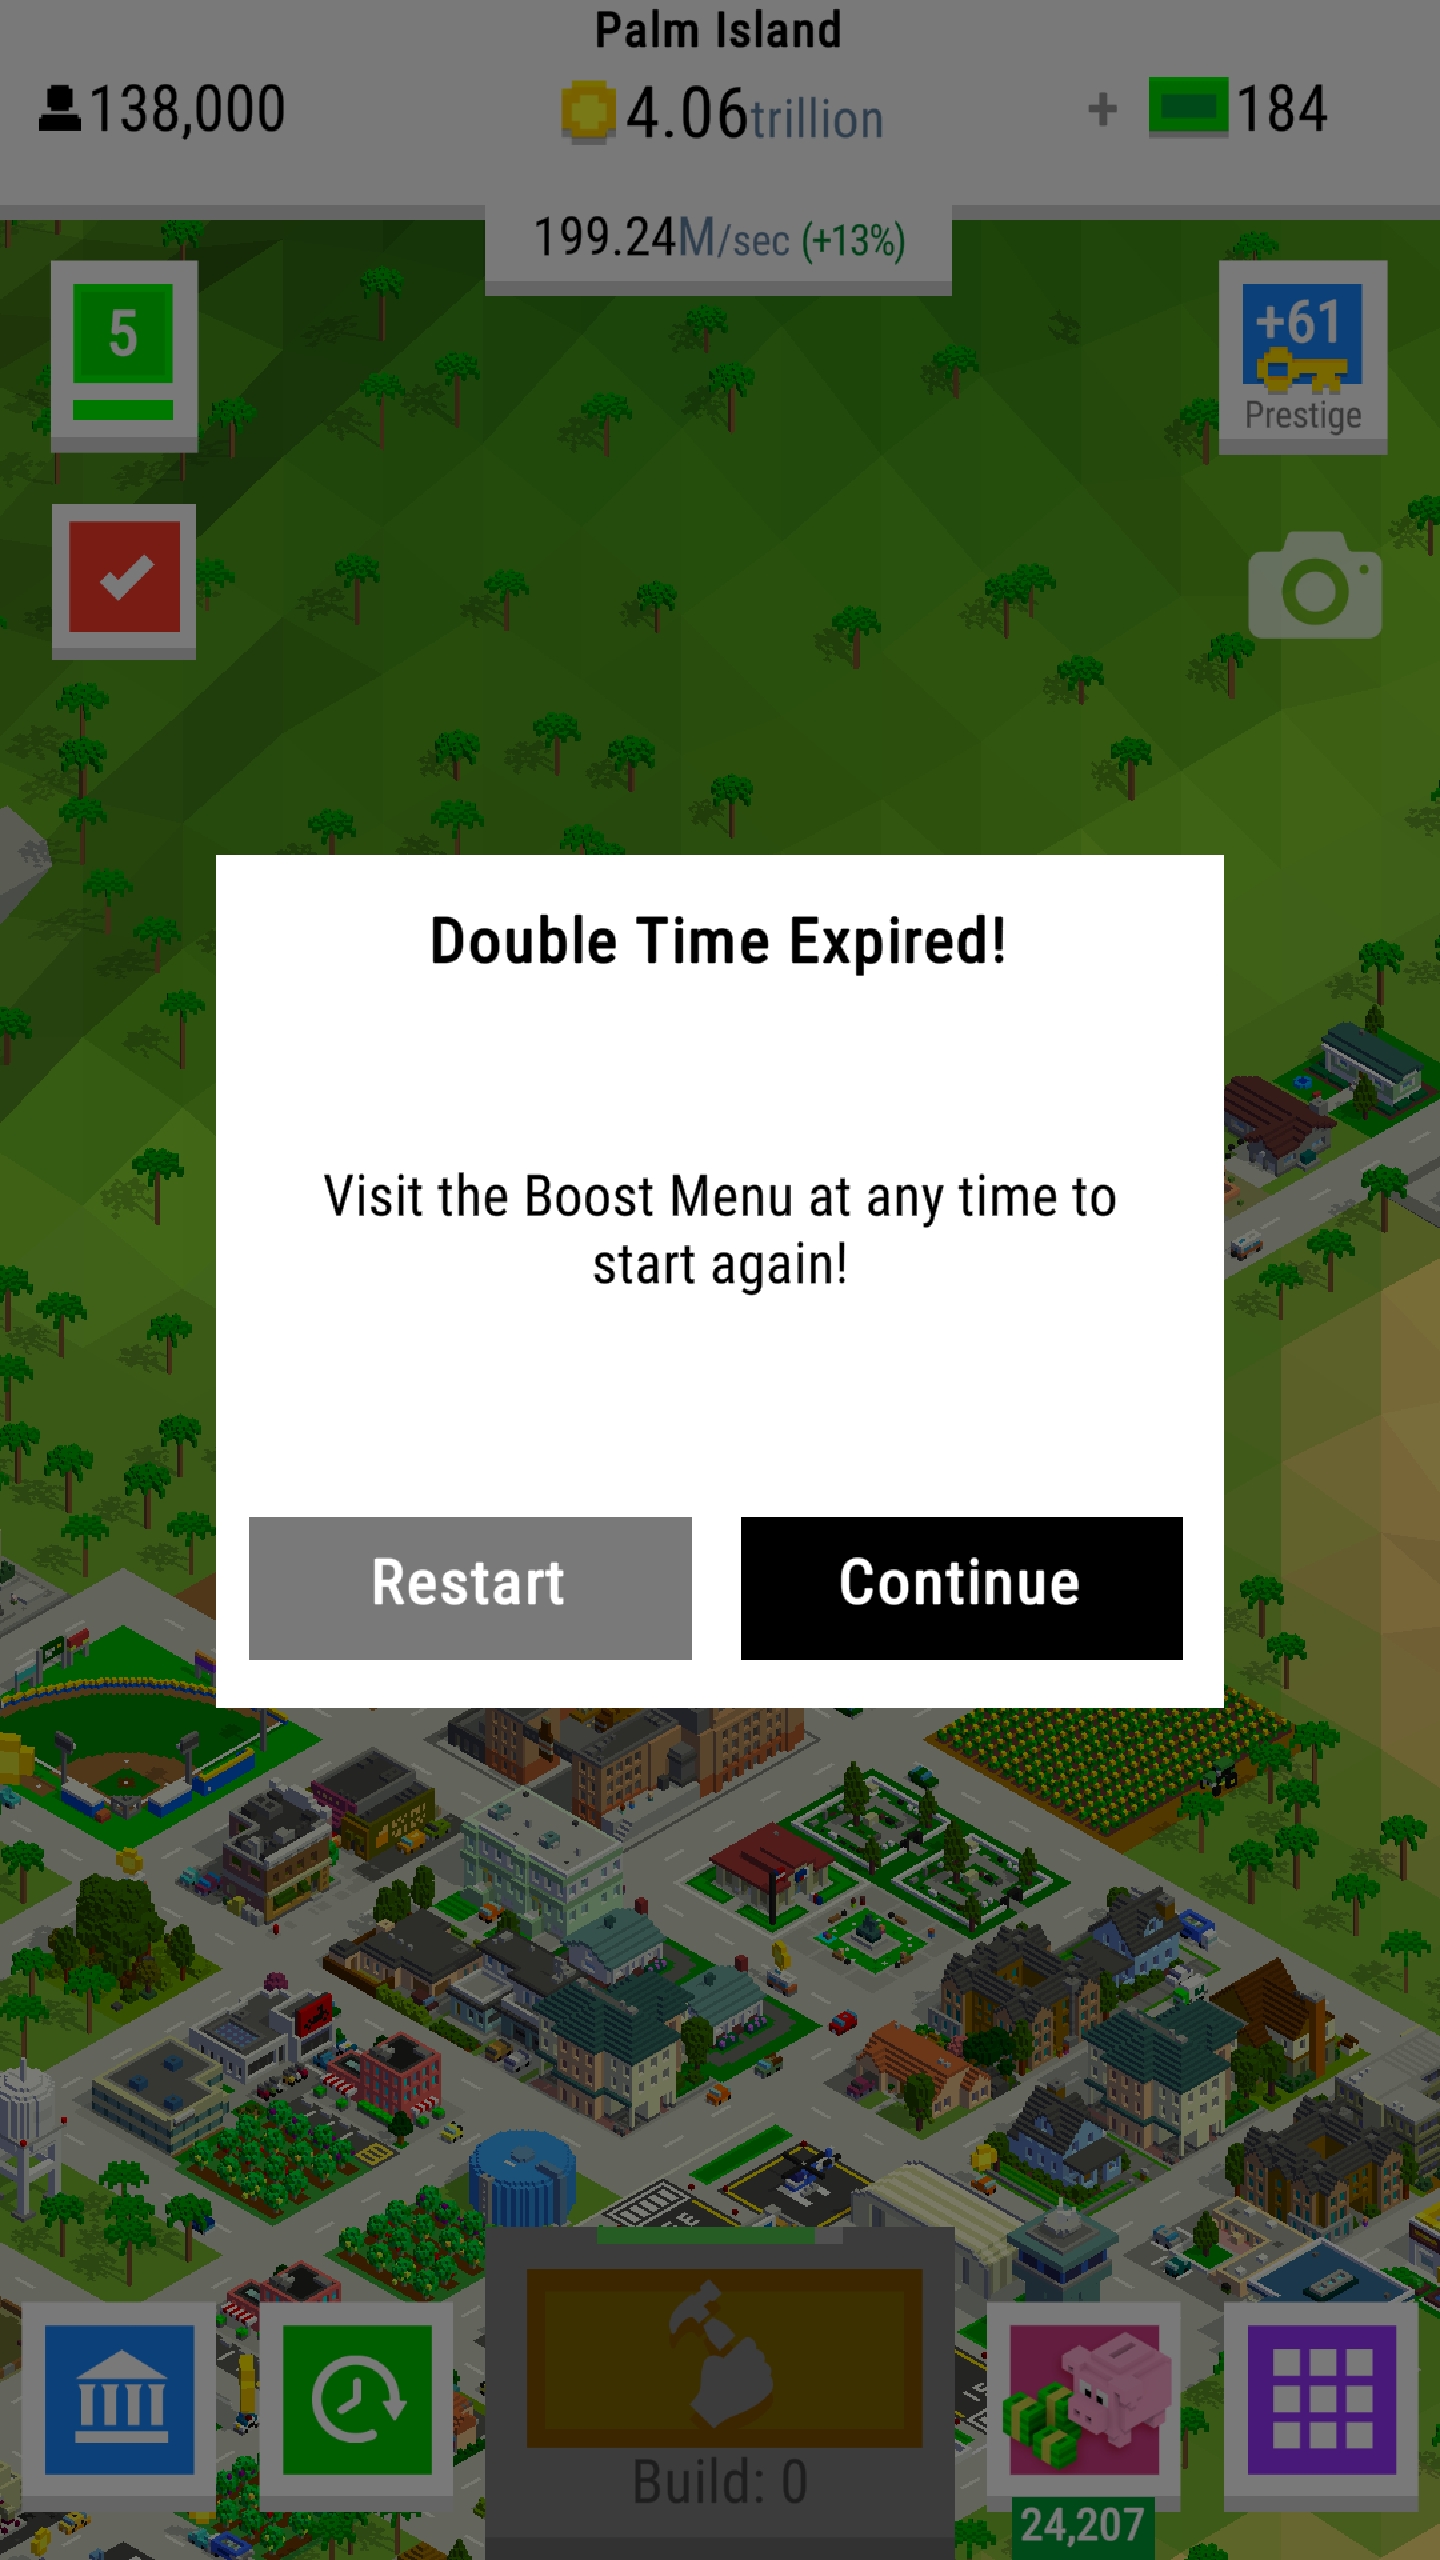 Palm Island
138,000
4.06trillion
+ 184
199.24M/sec (+13%)
5
+61
Prestige
Double Time Expired!
Visit the Boost Menu at any time to
start again!
Restart
Continue
Build: 0
24,207